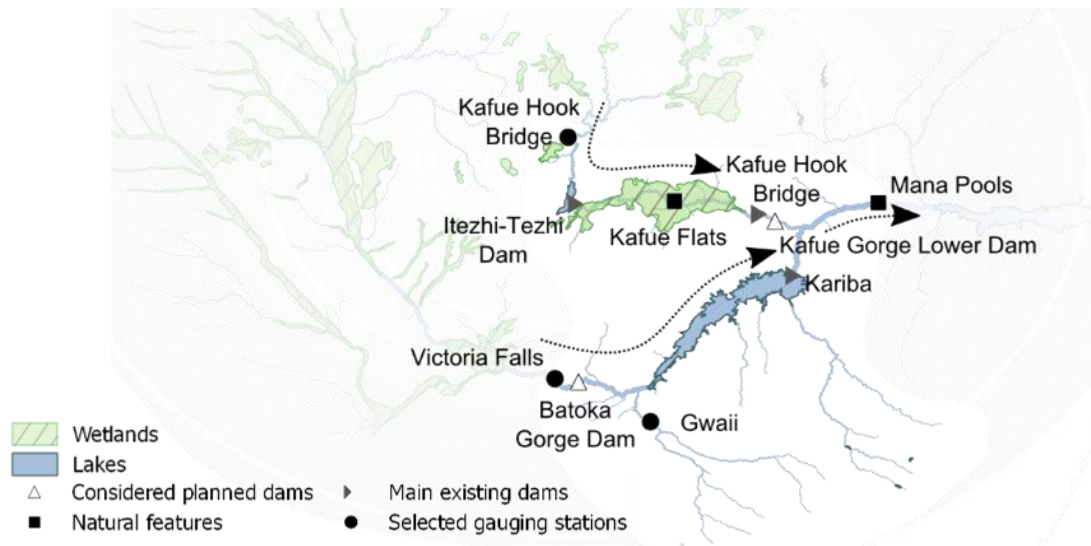 Kafue Hook
Bridge
Kafue Hook
Bridge
Mana Pools
Itezhi-Tezhi
Dam
Kafue Flats
Kafue Gorge Lower Dam
Kariba
Victoria Falls
Batoka
Gorge Dam
Gwaii
Wetlands
Lakes
Considered planned dams
Main existing dams
Natural features
Selected gauging stations